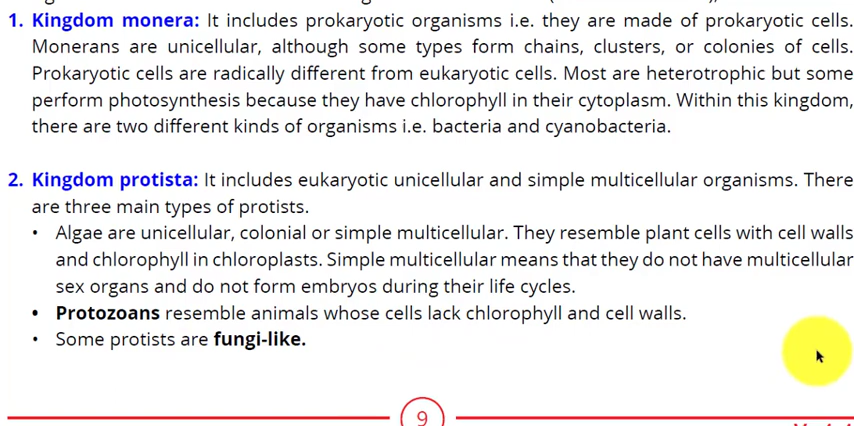 1. Kingdom monera: It includes prokaryotic organisms i.e. they are made of prokaryotic cells.
Monerans are unicellular, although some types form chains, clusters, or colonies of cells.
Prokaryotic cells are radically different from eukaryotic cells. Most are heterotrophic but some
perform photosynthesis because they have chlorophyll in their cytoplasm. Within this kingdom,
there are two different kinds of organisms i.e. bacteria and cyanobacteria.
2. Kingdom protista: It includes eukaryotic unicellular and simple multicellular organisms. There
are three main types of protists.
• Algae are unicellular, colonial or simple multicellular. They resemble plant cells with cell walls
and chlorophyll in chloroplasts. Simple multicellular means that they do not have multicellular
sex organs and do not form embryos during their life cycles.
• Protozoans resemble animals whose cells lack chlorophyll and cell walls.
• Some protists are fungi-like.
9